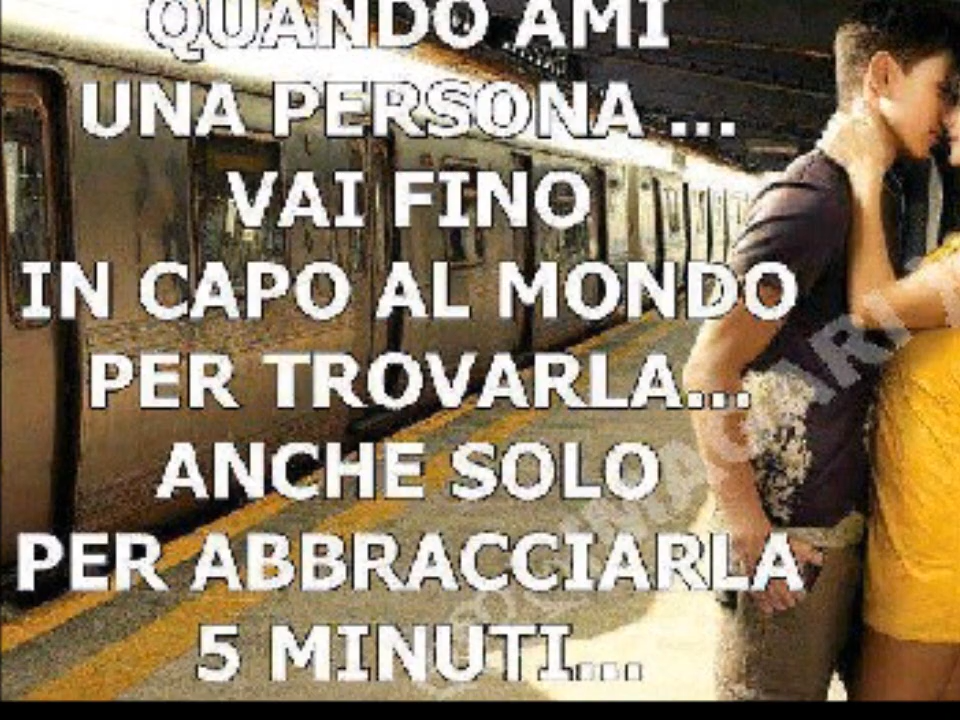 QUANDO AMI
UNA PERSONA ...
VAI FINO
IN CAPO AL MONDO
PER TROVARLA...
ANCHE SOLO
PER ABBRACCIARLA
5 MINUTI...